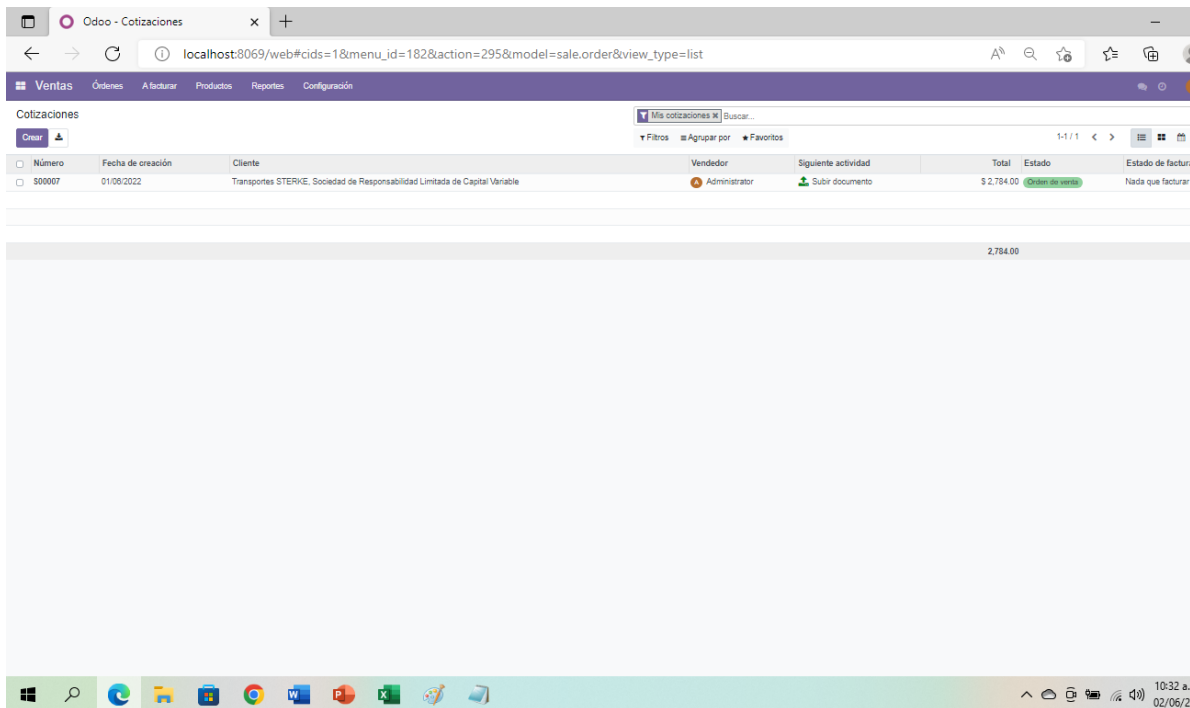 Odoo - Cotizaciones
localhost:8069/web#cids=1&menu_id=182&action=295&model=sale.order&view_type=list
Ventas Órdenes A facturar Productos Reportes Configuración
Cotizaciones
Mis cotizaciones × Buscar...
Crear
Filtros Agrupar por Favoritos 1-1 / 1
Número Fecha de creación Cliente Vendedor Siguiente actividad Total Estado Estado de factura
S00007 01/06/2022 Transportes STERKE, Sociedad de Responsabilidad Limitada de Capital Variable A Administrator Subir documento $ 2,784.00 Orden de venta Nada que facturar
2,784.00
10:32 a.
02/06/2